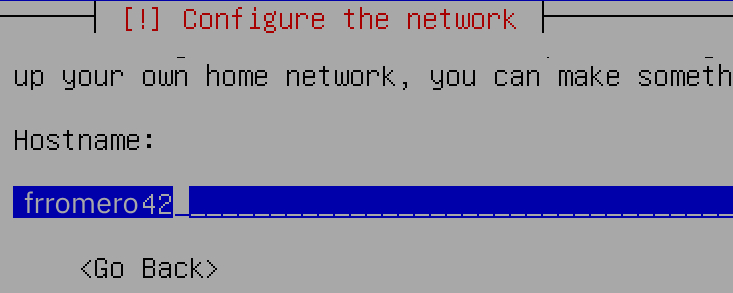 [!] Configure the network
up your own home network, you can make someth
Hostname:
frromero42
<Go Back>